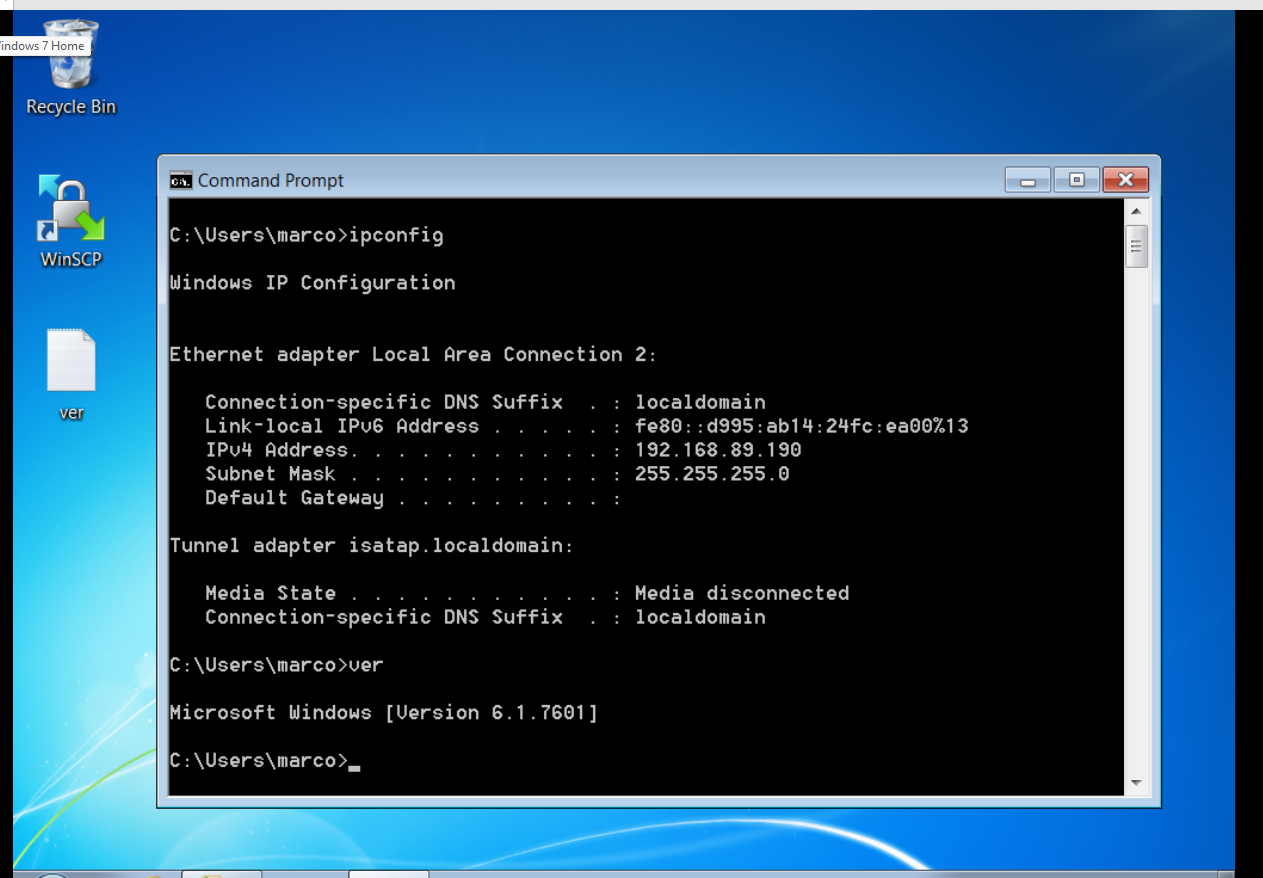 indows 7 Home
Recycle Bin
WinSCP
ver
Command Prompt
C:\Users\marco>ipconfig
Windows IP Configuration
Ethernet adapter Local Area Connection 2:
Connection-specific DNS Suffix  . : localdomain
Link-local IPv6 Address . . . . . : fe80::d995:ab14:24fc:ea00%13
IPv4 Address. . . . . . . . . . . : 192.168.89.190
Subnet Mask . . . . . . . . . . . : 255.255.255.0
Default Gateway . . . . . . . . . :
Tunnel adapter isatap.localdomain:
Media State . . . . . . . . . . . : Media disconnected
Connection-specific DNS Suffix  . : localdomain
C:\Users\marco>ver
Microsoft Windows [Version 6.1.7601]
C:\Users\marco>_